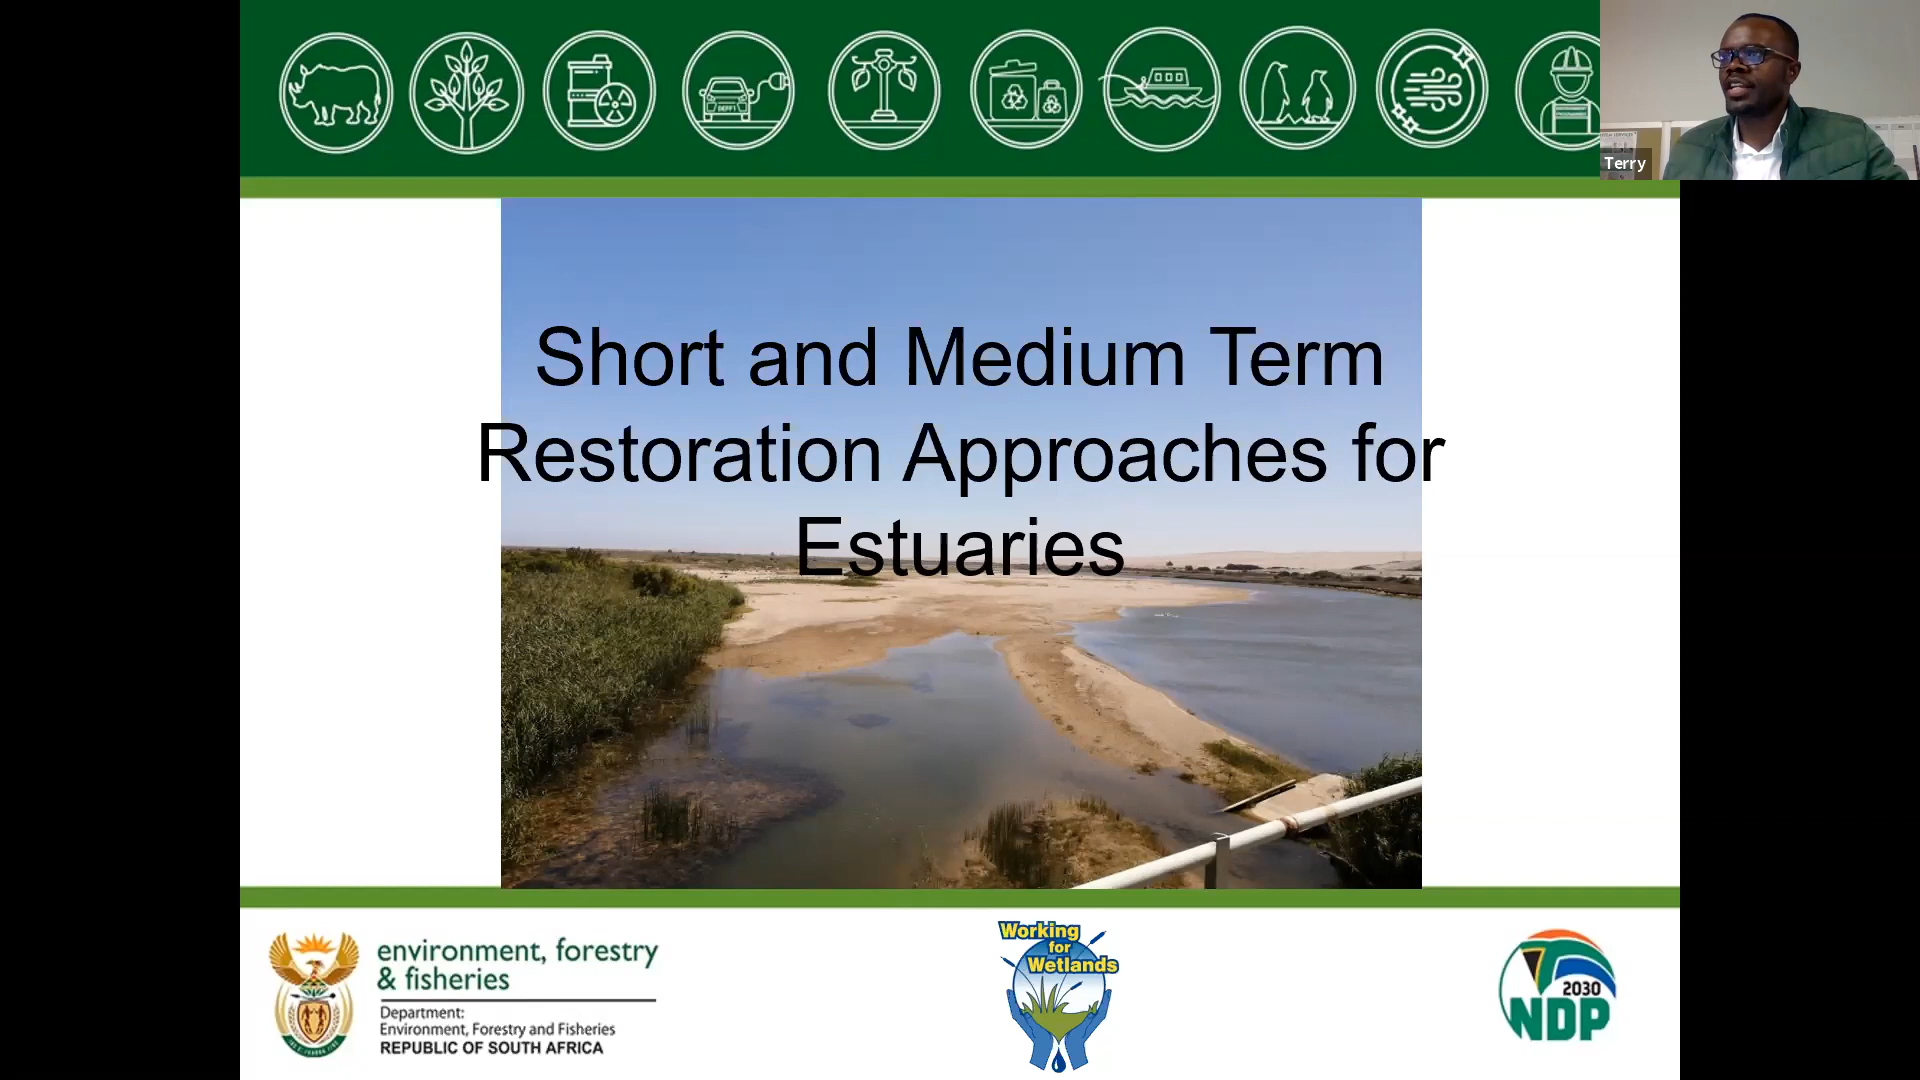 Terry
Short and Medium Term
Restoration Approaches for
Estuaries
environment, forestry
& fisheries
Department:
Environment, Forestry and Fisheries
REPUBLIC OF SOUTH AFRICA
Working
for
Wetlands
2030
NDP